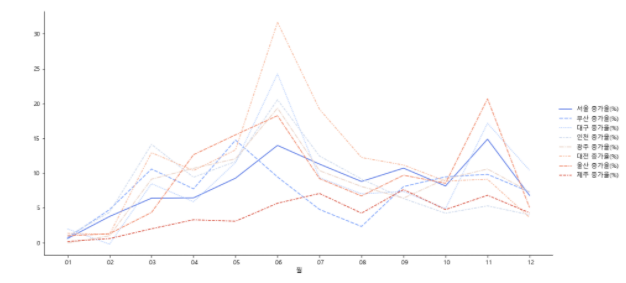 30
25
20
15
10
5
0
01 02 03 04 05 06 07 08 09 10 11 12
월
서울 증가율(%)
부산 증가율(%)
대구 증가율(%)
인천 증가율(%)
광주 증가율(%)
대전 증가율(%)
울산 증가율(%)
제주 증가율(%)